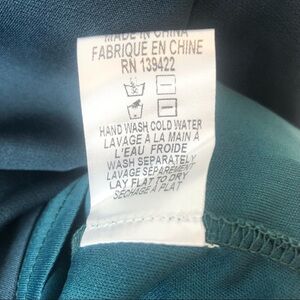 MADE IN CHINA
FABRIQUE EN CHINE
RN 139422
HAND WASH COLD WATER
LAVAGE À LA MAIN À
L'EAU FROIDE
WASH SEPARATELY
LAVAGE SÉPARÉMENT
LAY FLAT TO DRY
SÉCHAGE À PLAT